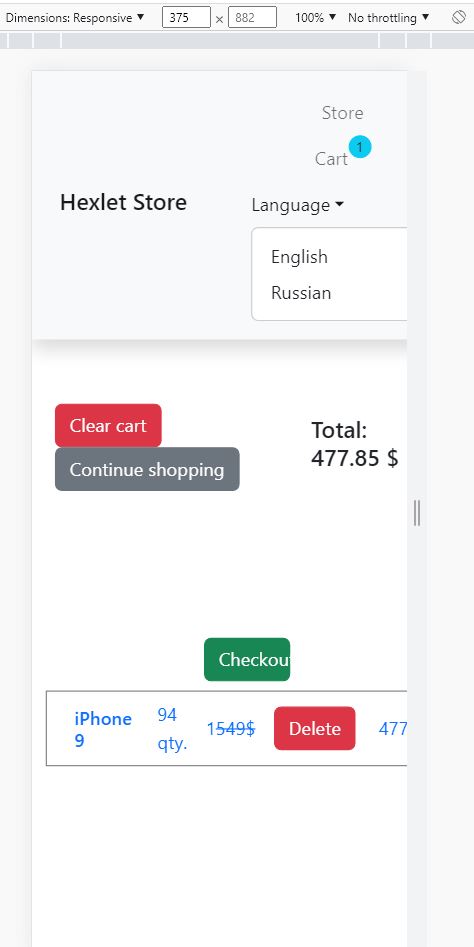 Dimensions: Responsive ▼ 375 × 882 100% ▼ No throttling ▼
Store
Cart 1
Hexlet Store
Language
English
Russian
Clear cart
Continue shopping
Total:
477.85 $
Checkou
iPhone
9
94
qty.
1549$
Delete
477